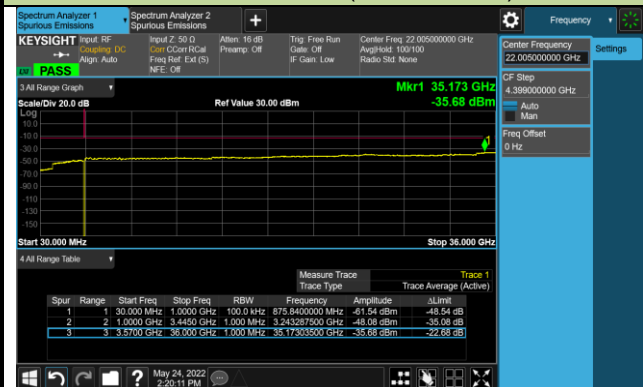 Spectrum Analyzer 1
Spurious Emissions
Spectrum Analyzer 2
Spurious Emissions
Frequency
KEYSIGHT
Input: RF
Coupling: DC
Align: Auto
Input Z: 50 Ω
Corr CCorr RCal
Freq Ref: Ext (S)
NFE: Off
Atten: 16 dB
Preamp: Off
Trig: Free Run
Gate: Off
IF Gain: Low
Center Freq: 22.005000000 GHz
Avg|Hold: 100/100
Radio Std: None
PASS
Center Frequency
22.005000000 GHz
Settings
CF Step
4.399000000 GHz
Auto
Man
Freq Offset
0 Hz
3 All Range Graph
Mkr1 35.173 GHz
Scale/Div 20.0 dB
Ref Value 30.00 dBm
-35.68 dBm
Log
10.0
-10.0
-30.0
-50.0
-70.0
-90.0
-110
-130
-150
1
Start 30.000 MHz
Stop 36.000 GHz
4 All Range Table
Measure Trace Trace 1
Trace Type Trace Average (Active)
Spur Range Start Freq Stop Freq RBW Frequency Amplitude ΔLimit
1 1 30.000 MHz 1.0000 GHz 100.0 kHz 875.8400000 MHz -61.54 dBm -48.54 dB
2 2 1.0000 GHz 3.4450 GHz 1.000 MHz 3.243287500 GHz -48.08 dBm -35.08 dB
3 3 3.5700 GHz 36.000 GHz 1.000 MHz 35.17303500 GHz -35.68 dBm -22.68 dB
May 24, 2022
2:20:11 PM